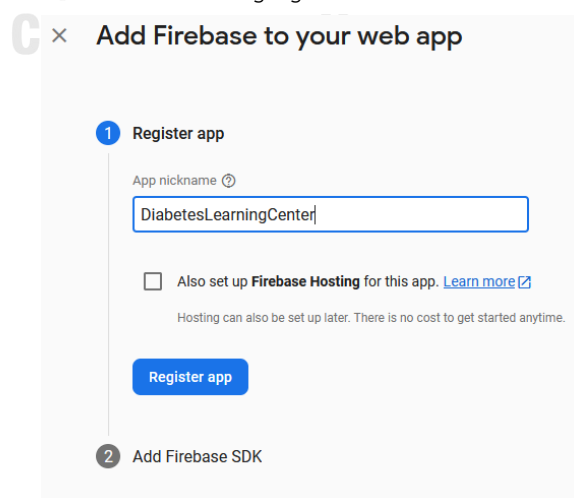 Add Firebase to your web app
1 Register app
App nickname
DiabetesLearningCenter
Also set up Firebase Hosting for this app. Learn more
Hosting can also be set up later. There is no cost to get started anytime.
Register app
2 Add Firebase SDK